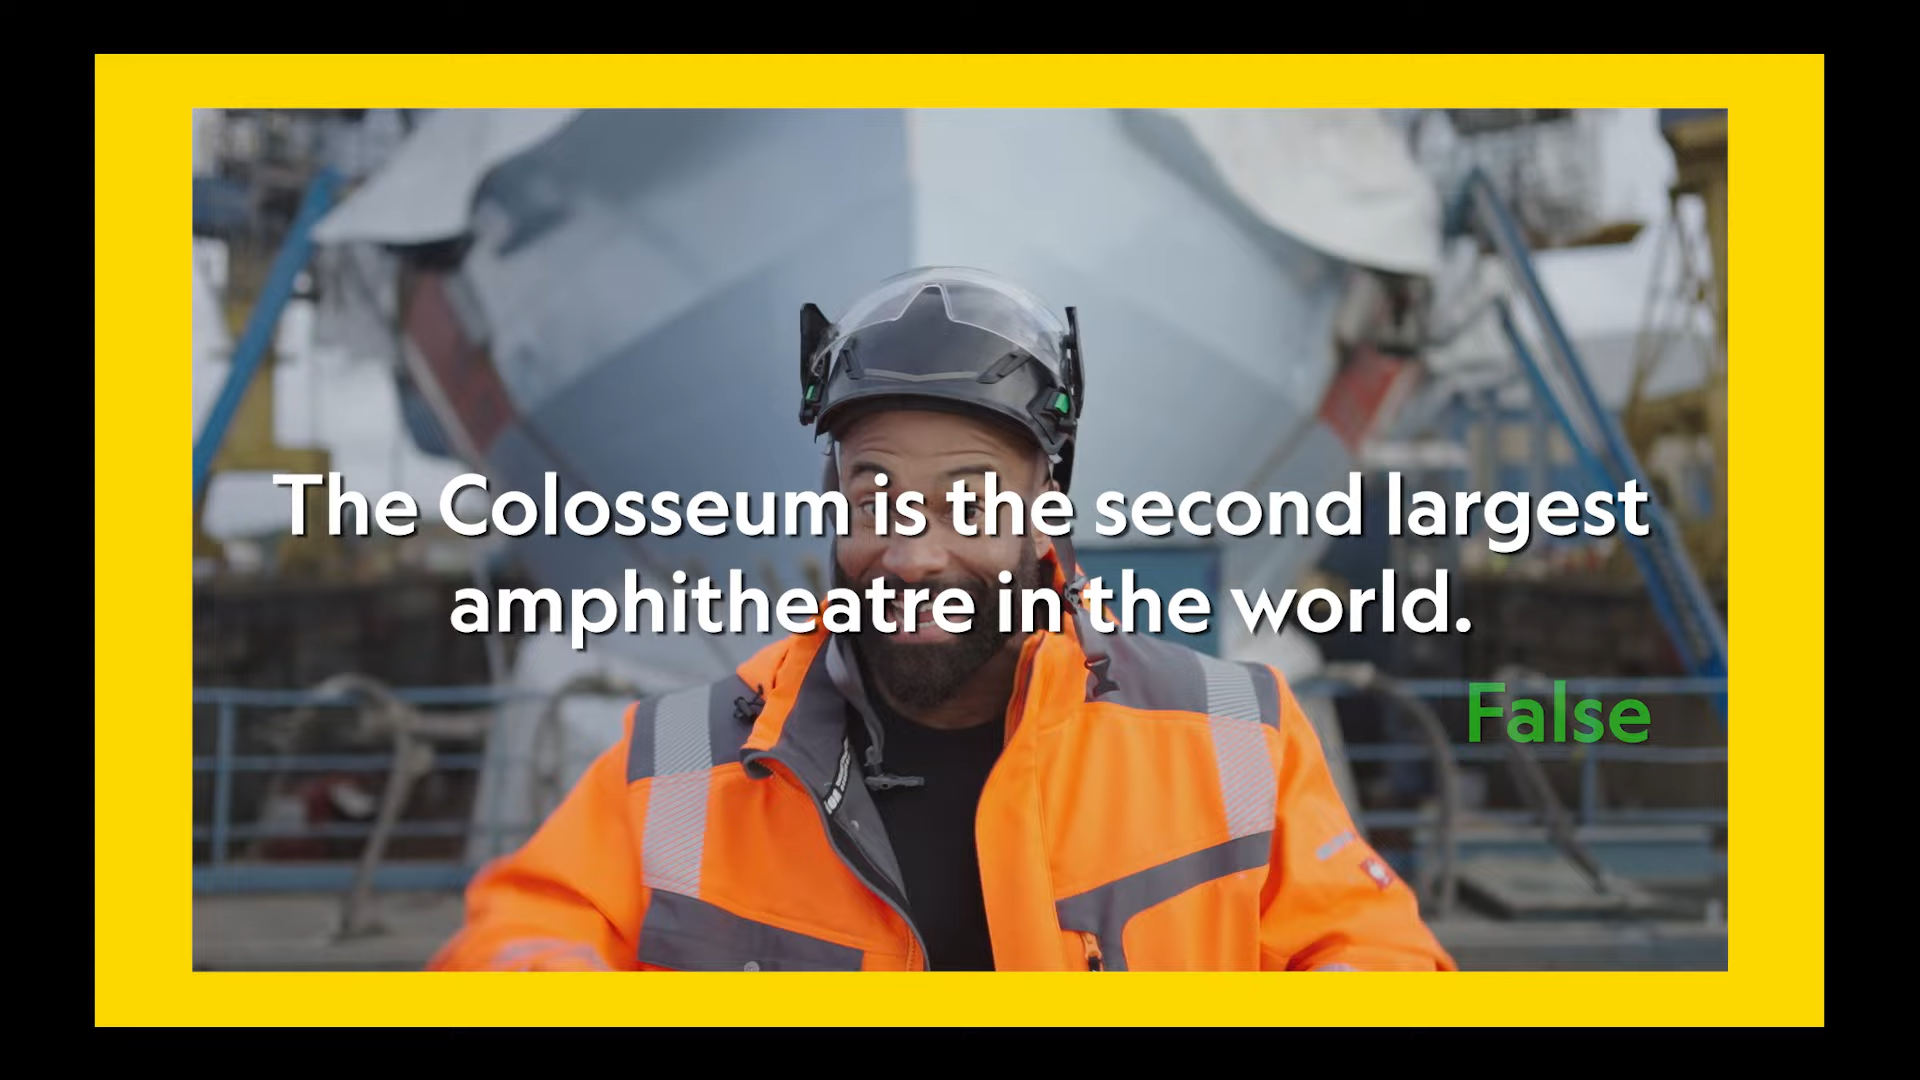 The Colosseum is the second largest
amphitheatre in the world.
False